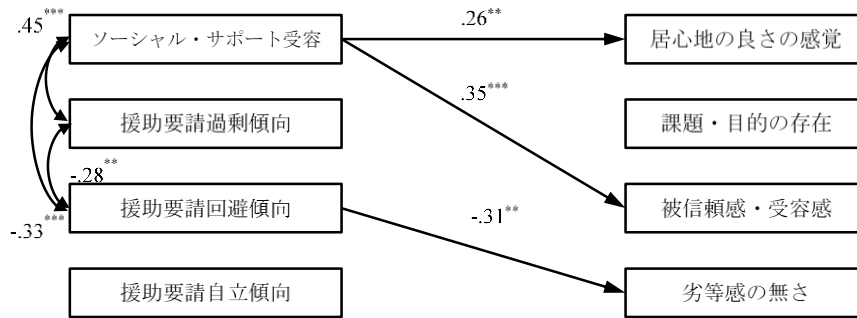 .45***
ソーシャル・サポート受容
.26**
居心地の良さの感覚
.35***
援助要請過剰傾向
課題・目的の存在
-.28**
援助要請回避傾向
-.31**
被信頼感・受容感
-.33***
援助要請自立傾向
劣等感の無さ